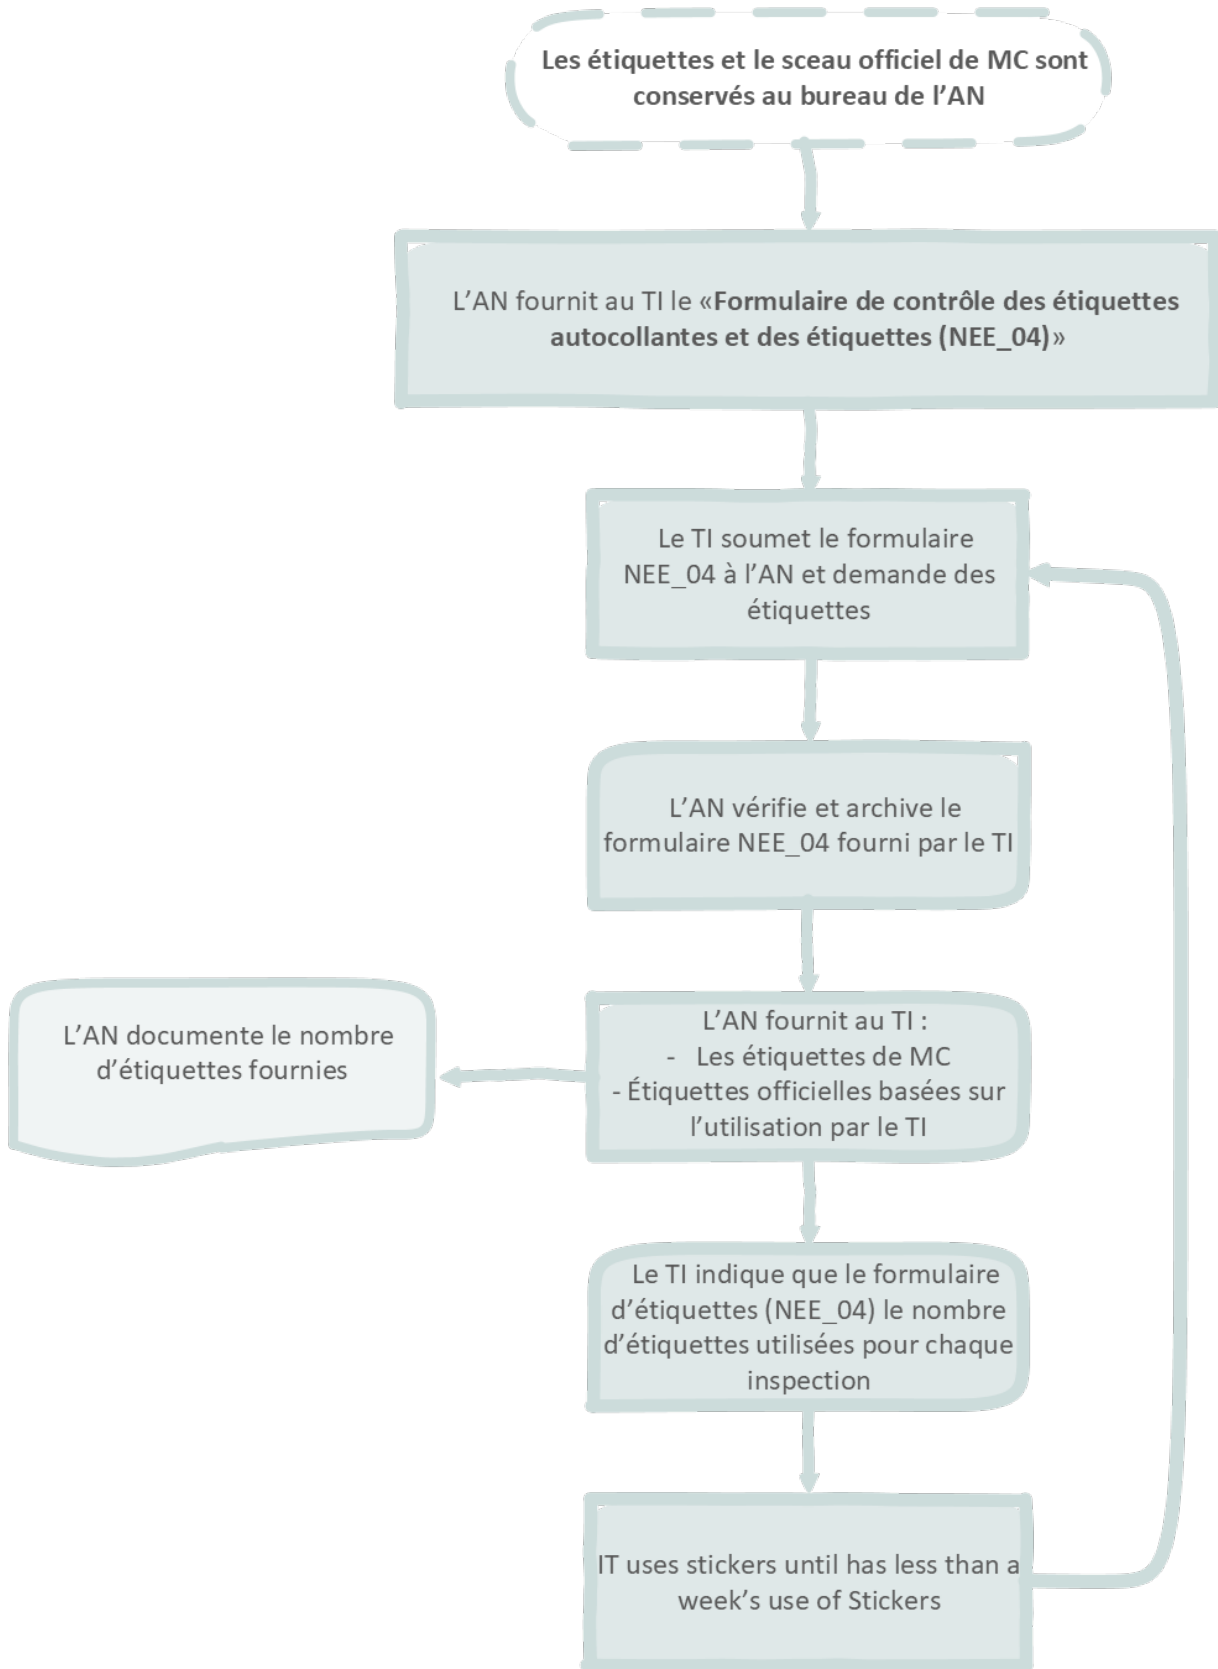 Les étiquettes et le sceau officiel de MC sont
conservés au bureau de l’AN
L’AN fournit au TI le «Formulaire de contrôle des étiquettes
autocollantes et des étiquettes (NEE_04)»
Le TI soumet le formulaire
NEE_04 à l’AN et demande des
étiquettes
L’AN vérifie et archive le
formulaire NEE_04 fourni par le TI
L’AN documente le nombre
d’étiquettes fournies
L’AN fournit au TI :
- Les étiquettes de MC
- Étiquettes officielles basées sur
l’utilisation par le TI
Le TI indique que le formulaire
d’étiquettes (NEE_04) le nombre
d’étiquettes utilisées pour chaque
inspection
IT uses stickers until has less than a
week’s use of Stickers